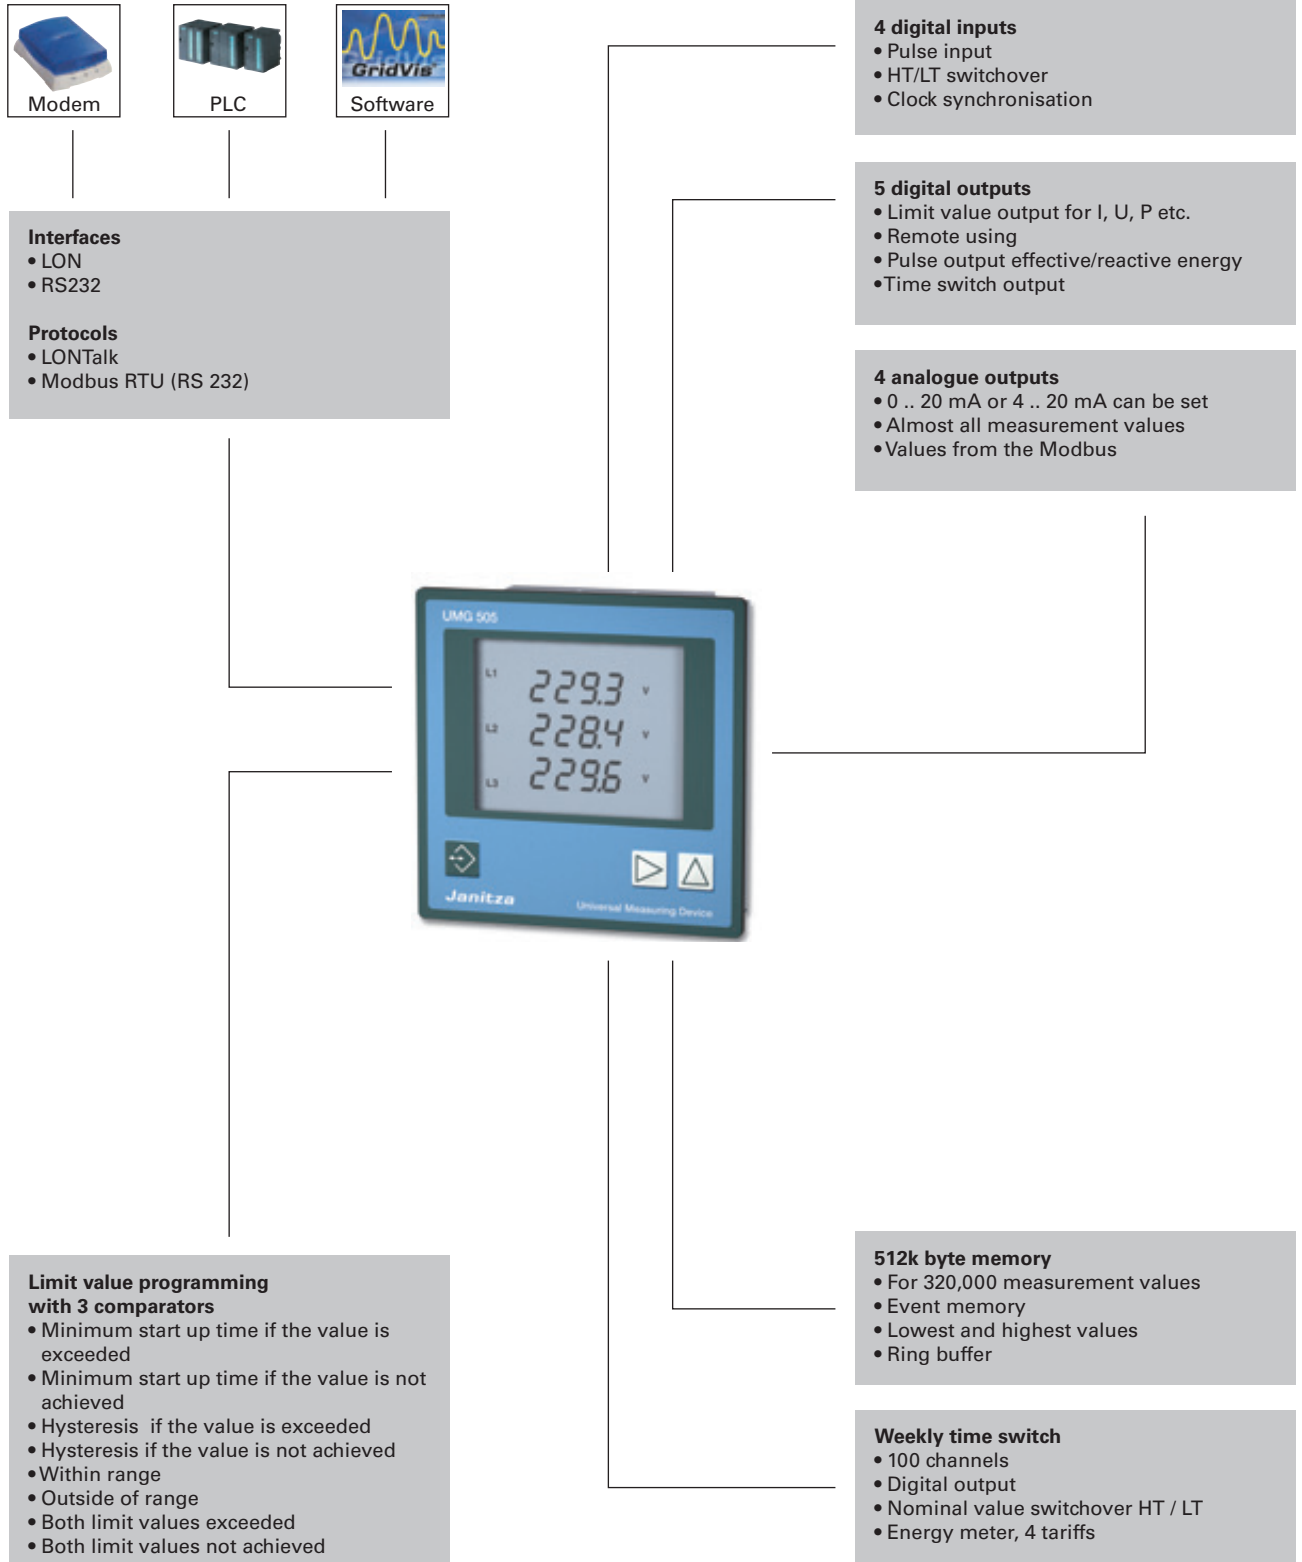 GridVis
Modem
PLC
Software
Interfaces
• LON
• RS232
Protocols
• LONTalk
• Modbus RTU (RS 232)
4 digital inputs
• Pulse input
• HT/LT switchover
• Clock synchronisation
5 digital outputs
• Limit value output for I, U, P etc.
• Remote using
• Pulse output effective/reactive energy
•Time switch output
4 analogue outputs
• 0 .. 20 mA or 4 .. 20 mA can be set
• Almost all measurement values
• Values from the Modbus
UMG 505
L1 229.3 V
L2 228.4 V
L3 229.6 V
Janitza
Universal Measuring Device
Limit value programming
with 3 comparators
• Minimum start up time if the value is
exceeded
• Minimum start up time if the value is not
achieved
• Hysteresis  if the value is exceeded
• Hysteresis if the value is not achieved
•Within range
• Outside of range
• Both limit values exceeded
• Both limit values not achieved
512k byte memory
• For 320,000 measurement values
• Event memory
• Lowest and highest values
• Ring buffer
Weekly time switch
• 100 channels
• Digital output
• Nominal value switchover HT / LT
• Energy meter, 4 tariffs